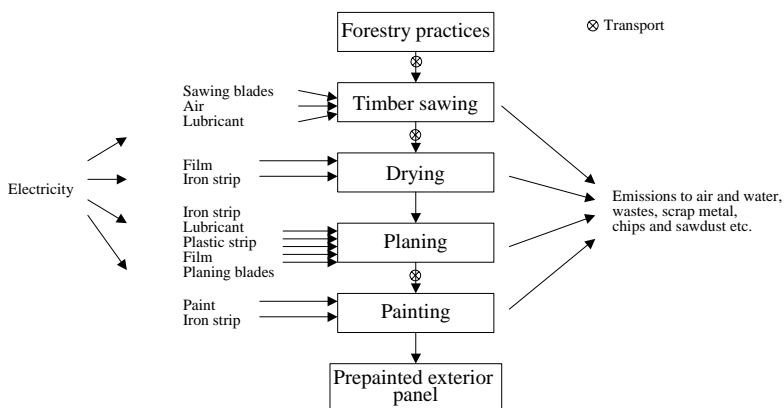 Forestry practices
Transport
Sawing blades
Air
Lubricant
Timber sawing
Film
Iron strip
Drying
Electricity
Emissions to air and water,
wastes, scrap metal,
chips and sawdust etc.
Iron strip
Lubricant
Plastic strip
Film
Planing blades
Planing
Paint
Iron strip
Painting
Prepainted exterior
panel